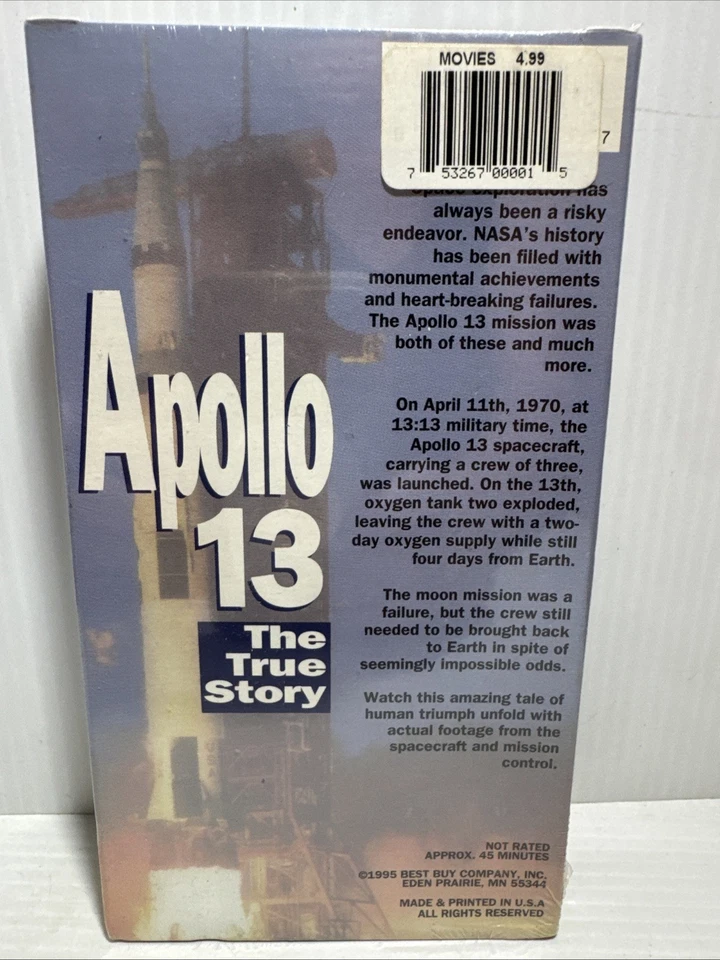 MOVIES 4.99
7 53267 00001 5
7
Space exploration has
always been a risky
endeavor. NASA's history
has been filled with
monumental achievements
and heart-breaking failures.
The Apollo 13 mission was
both of these and much
more.
On April 11th, 1970, at
13:13 military time, the
Apollo 13 spacecraft,
carrying a crew of three,
was launched. On the 13th,
oxygen tank two exploded,
leaving the crew with a two-
day oxygen supply while still
four days from Earth.
The moon mission was a
failure, but the crew still
needed to be brought back
to Earth in spite of
seemingly impossible odds.
Watch this amazing tale of
human triumph unfold with
actual footage from the
spacecraft and mission
control.
Apollo
13
The
True
Story
NOT RATED
APPROX. 45 MINUTES
©1995 BEST BUY COMPANY, INC.
EDEN PRAIRIE, MN 55344
MADE & PRINTED IN U.S.A
ALL RIGHTS RESERVED